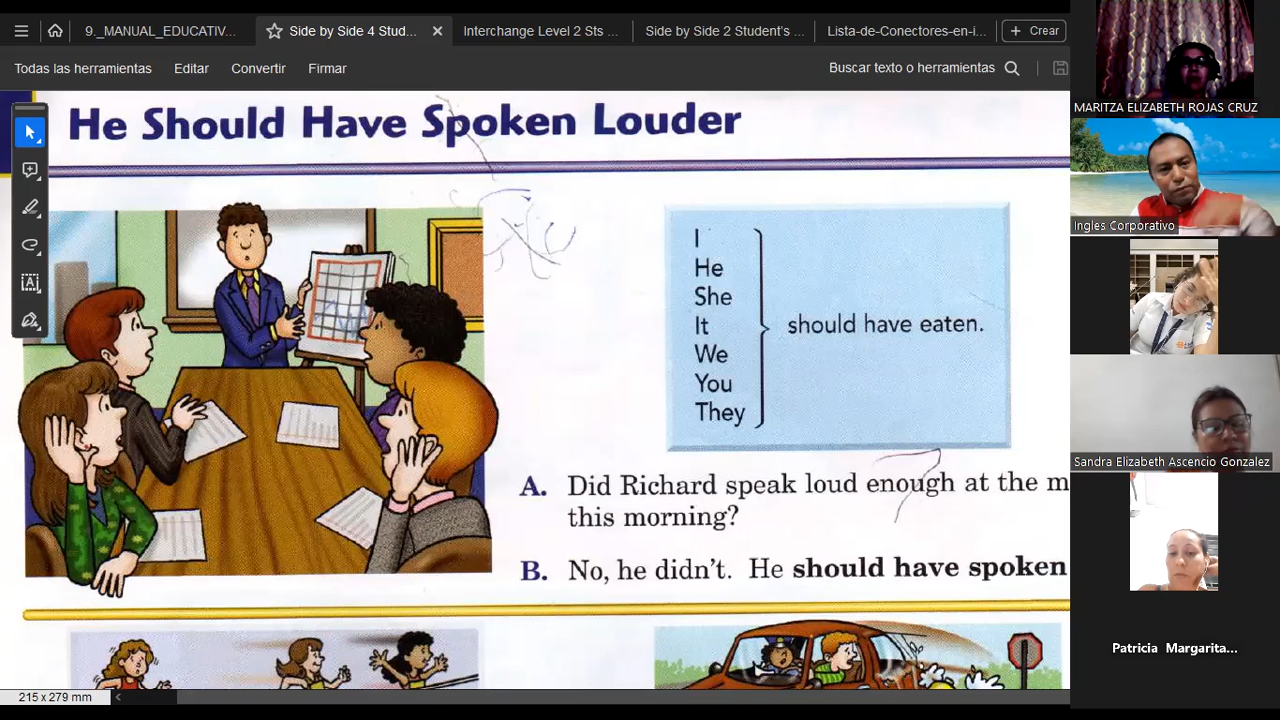 9._MANUAL_EDUCATIV...
Side by Side 4 Stud...
Interchange Level 2 Sts ...
Side by Side 2 Student's ...
Lista-de-Conectores-en-i...
Crear
Todas las herramientas
Editar
Convertir
Firmar
Buscar texto o herramientas
He Should Have Spoken Louder
I
He
She
It
We
You
They
should have eaten.
A. Did Richard speak loud enough at the m
this morning?
B. No, he didn't. He should have spoken
215 x 279 mm
MARITZA ELIZABETH ROJAS CRUZ
Ingles Corporativo
Sandra Elizabeth Ascencio Gonzalez
Patricia Margarita...